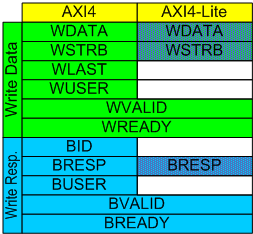 AXI4 AXI4-Lite
Write Data
WDATA WDATA
WSTRB WSTRB
WLAST
WUSER
WVALID
WREADY
Write Resp.
BID
BRESP BRESP
BUSER
BVALID
BREADY